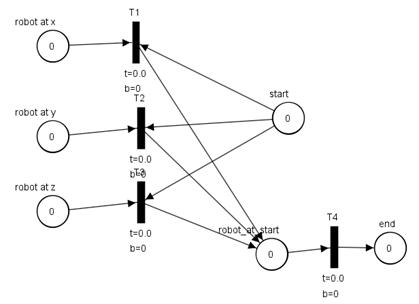 robot at x
0
T1
t=0.0
b=0
start
0
robot at y
0
T2
t=0.0
b=0
robot at z
0
T3
t=0.0
b=0
robot_at_start
0
T4
t=0.0
b=0
end
0